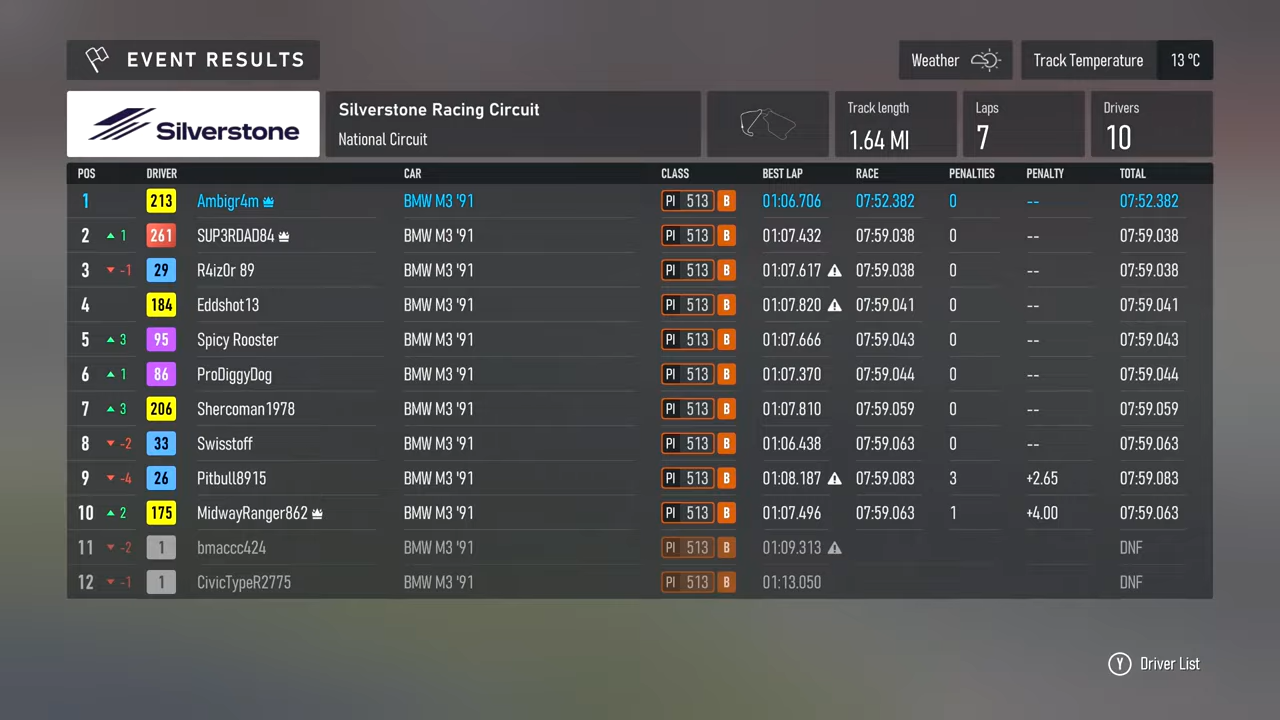 EVENT RESULTS
Weather
Track Temperature 13 ºC
Silverstone
Silverstone Racing Circuit
National Circuit
Track length
1.64 MI
Laps
7
Drivers
10
POS DRIVER CAR CLASS BEST LAP RACE PENALTIES PENALTY TOTAL
1 213 Ambigr4m BMW M3 '91 PI 513 B 01:06.706 07:52.382 0 -- 07:52.382
2 ▲ 1 261 SUP3RDAD84 BMW M3 '91 PI 513 B 01:07.432 07:59.038 0 -- 07:59.038
3 ▼ -1 29 R4iz0r 89 BMW M3 '91 PI 513 B 01:07.617 07:59.038 0 -- 07:59.038
4 184 Eddshot13 BMW M3 '91 PI 513 B 01:07.820 07:59.041 0 -- 07:59.041
5 ▲ 3 95 Spicy Rooster BMW M3 '91 PI 513 B 01:07.666 07:59.043 0 -- 07:59.043
6 ▲ 1 86 ProDiggyDog BMW M3 '91 PI 513 B 01:07.370 07:59.044 0 -- 07:59.044
7 ▲ 3 206 Shercoman1978 BMW M3 '91 PI 513 B 01:07.810 07:59.059 0 -- 07:59.059
8 ▼ -2 33 Swisstoff BMW M3 '91 PI 513 B 01:06.438 07:59.063 0 -- 07:59.063
9 ▼ -4 26 Pitbull8915 BMW M3 '91 PI 513 B 01:08.187 07:59.083 3 +2.65 07:59.083
10 ▲ 2 175 MidwayRanger862 BMW M3 '91 PI 513 B 01:07.496 07:59.063 1 +4.00 07:59.063
11 ▼ -2 1 bmaccc424 BMW M3 '91 PI 513 B 01:09.313 DNF
12 ▼ -1 1 CivicTypeR2775 BMW M3 '91 PI 513 B 01:13.050 DNF
Y Driver List